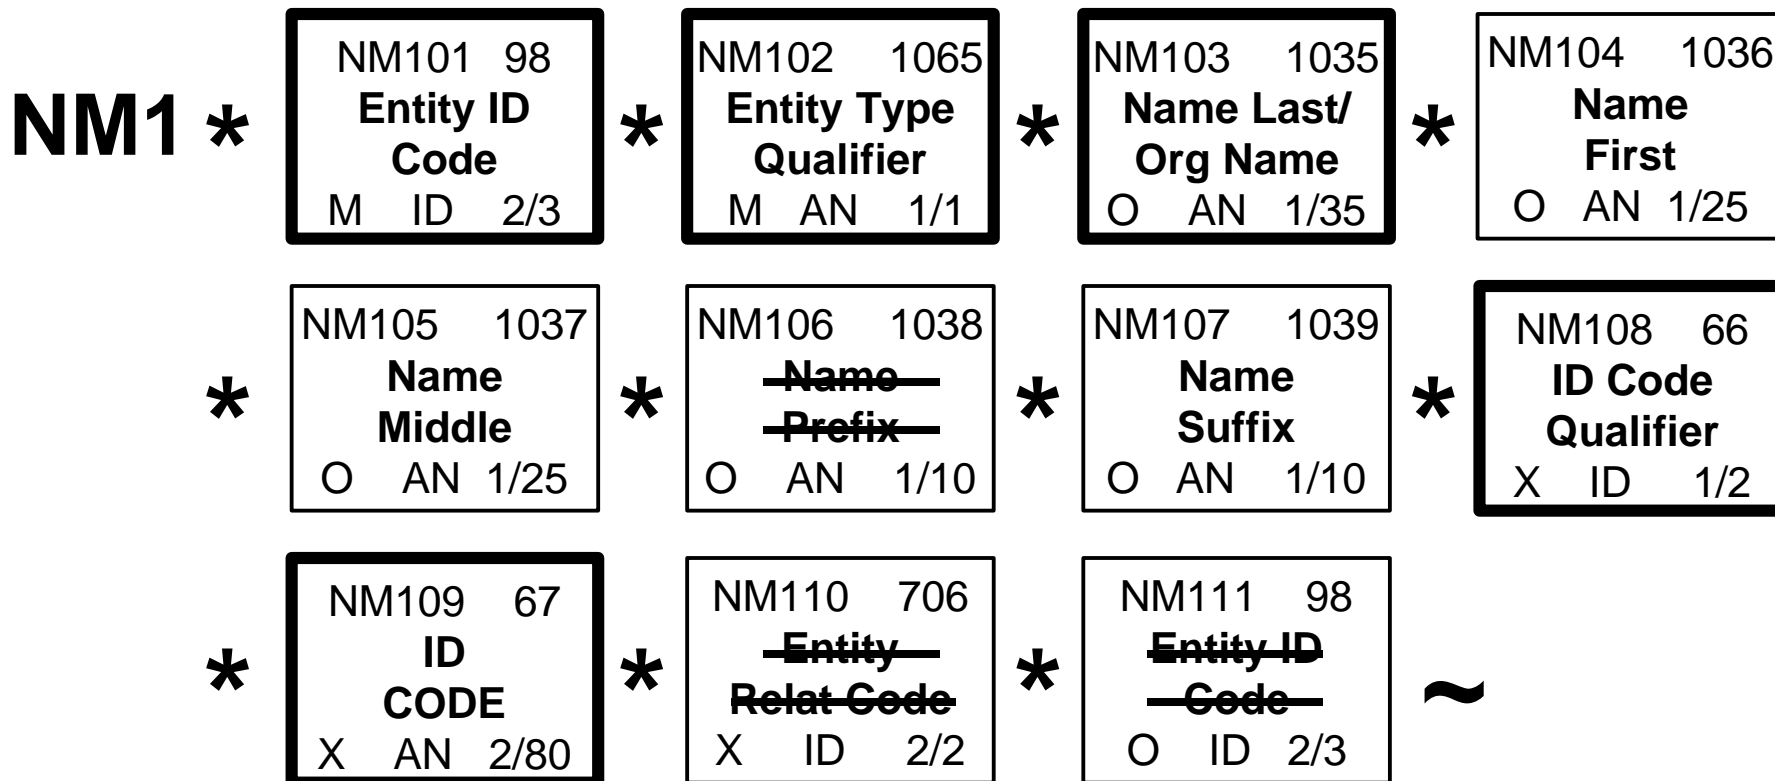 NM1 *
NM101 98
Entity ID
Code
M ID 2/3
*
NM102 1065
Entity Type
Qualifier
M AN 1/1
*
NM103 1035
Name Last/
Org Name
O AN 1/35
*
NM104 1036
Name
First
O AN 1/25
*
NM105 1037
Name
Middle
O AN 1/25
*
NM106 1038
Name
Prefix
O AN 1/10
*
NM107 1039
Name
Suffix
O AN 1/10
*
NM108 66
ID Code
Qualifier
X ID 1/2
*
NM109 67
ID
CODE
X AN 2/80
*
NM110 706
Entity
Relat Code
X ID 2/2
*
NM111 98
Entity ID
Code
O ID 2/3
~